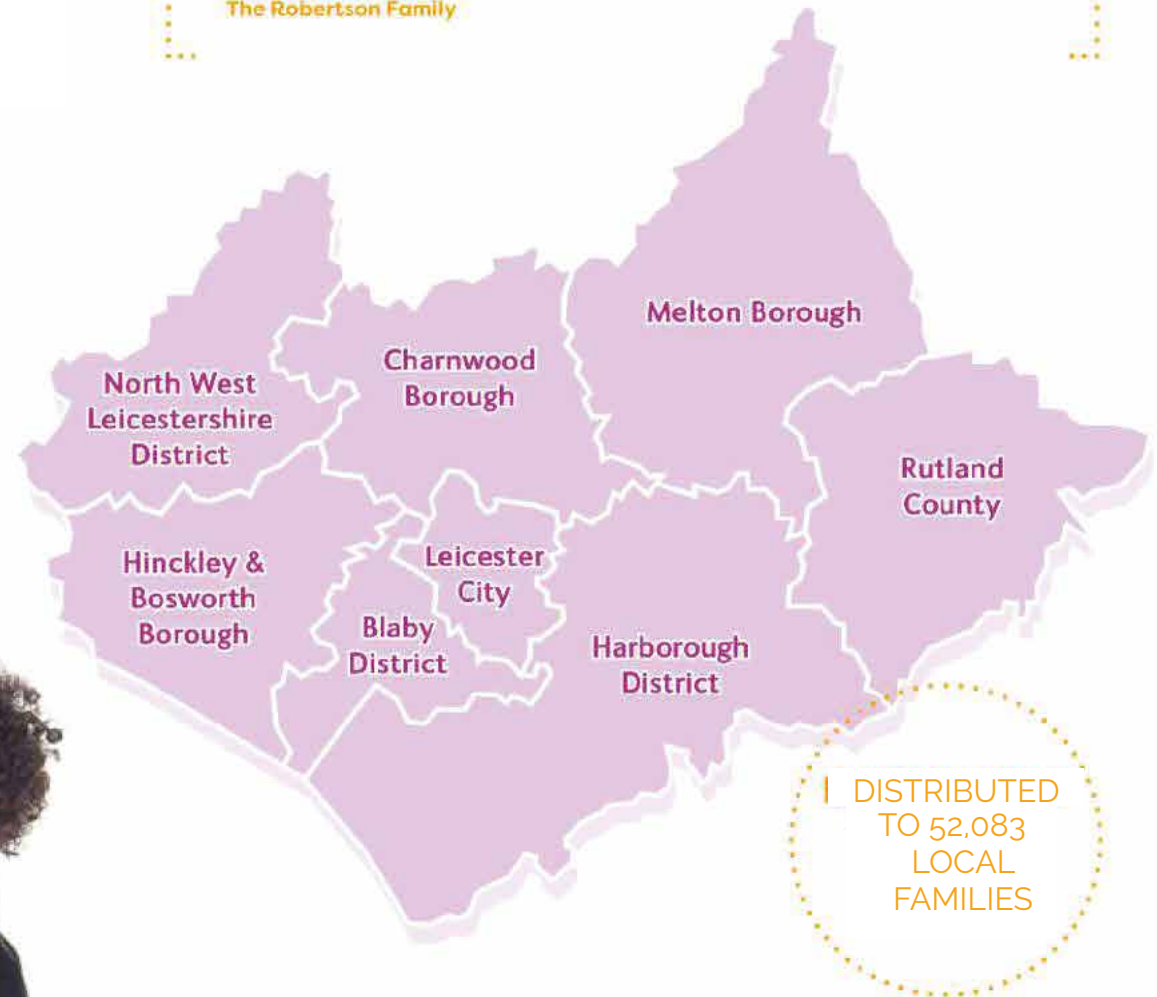 The Robertson Family
Melton Borough
Charnwood
Borough
North West
Leicestershire
District
Rutland
County
Hinckley &
Bosworth
Borough
Leicester
City
Blaby
District
Harborough
District
DISTRIBUTED
TO 52,083
LOCAL
FAMILIES